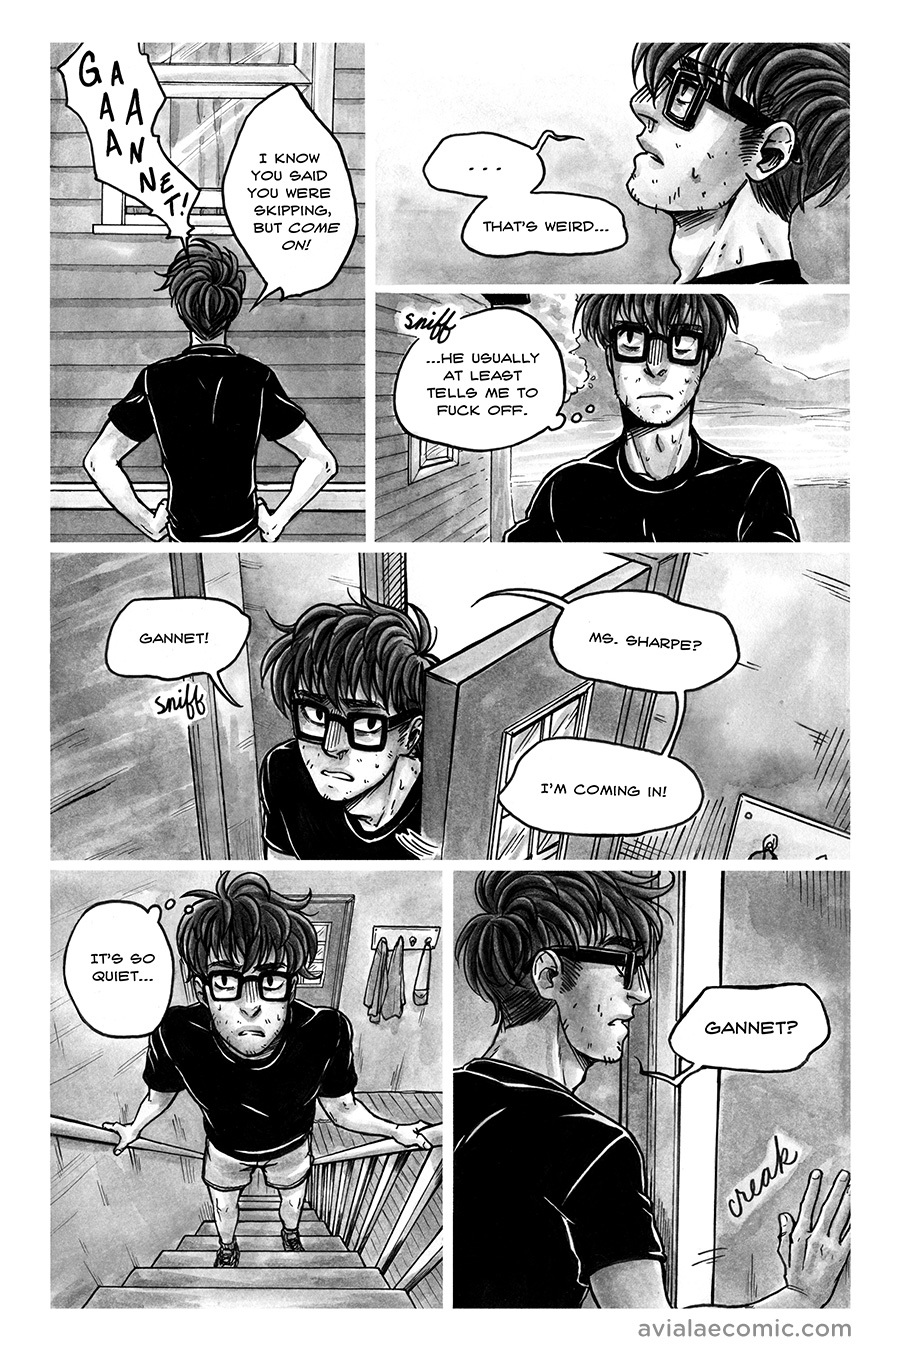 GAAAAANNET!
I KNOW
YOU SAID
YOU WERE
SKIPPING,
BUT COME
ON!
...
THAT'S WEIRD...
sniff
...HE USUALLY
AT LEAST
TELLS ME TO
FUCK OFF.
GANNET!
sniff
MS. SHARPE?
I'M COMING IN!
IT'S SO
QUIET...
GANNET?
creak
avialaecomic.com